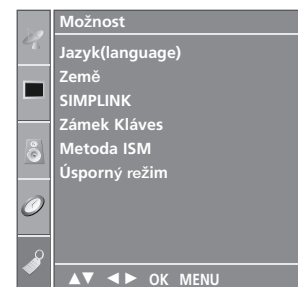 Možnost
Jazyk(language)
Země
SIMPLINK
Zámek Kláves
Metoda ISM
Úsporný režim
▲▼ ◄► OK MENU